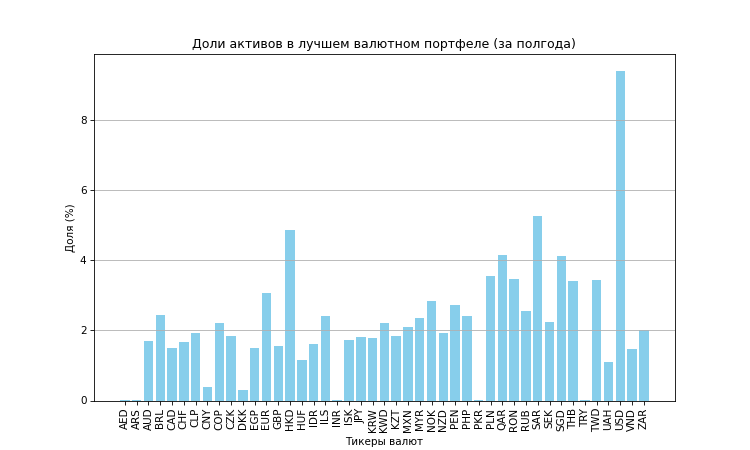 Доли активов в лучшем валютном портфеле (за полгода)
Доля (%)
8
6
4
2
0
AED ARS AUD BRL CAD CHF CLP CNY COP CZK DKK EGP EUR GBP HKD HUF IDR ILS INR ISK JPY KRW KWD KZT MXN MYR NOK NZD PEN PHP PKR PLN QAR RON RUB SAR SEK SGD THB TRY TWD UAH USD VND ZAR
Тикеры валют